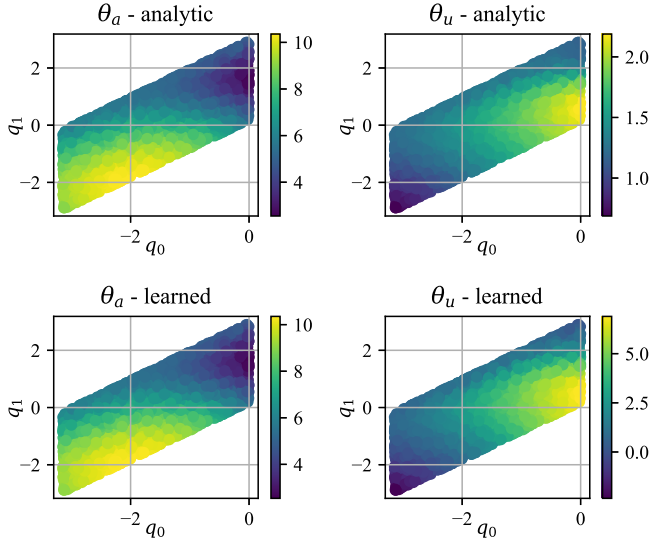 θₐ - analytic
θᵤ - analytic
q₁
2
0
−2
−2
0
q₀
10
8
6
4
q₁
2
0
−2
−2
0
q₀
2.0
1.5
1.0
θₐ - learned
θᵤ - learned
q₁
2
0
−2
−2
0
q₀
10
8
6
4
q₁
2
0
−2
−2
0
q₀
5.0
2.5
0.0